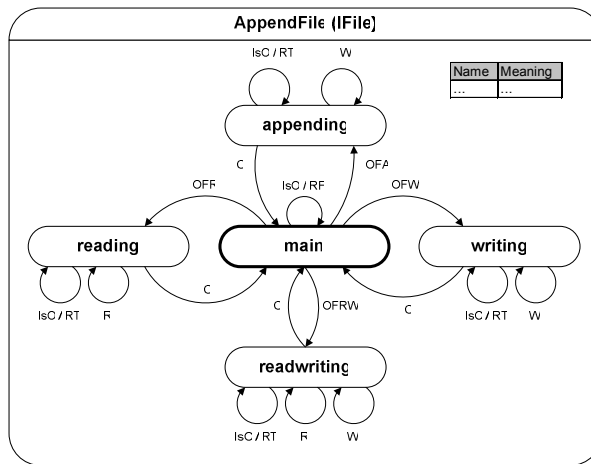 AppendFile (IFile)
IsC / RT
W
Name Meaning
... ...
appending
C
OFA
OFR
IsC / RF
OFW
reading
main
writing
IsC / RT
R
C
C
OFRW
C
IsC / RT
W
readwriting
IsC / RT
R
W